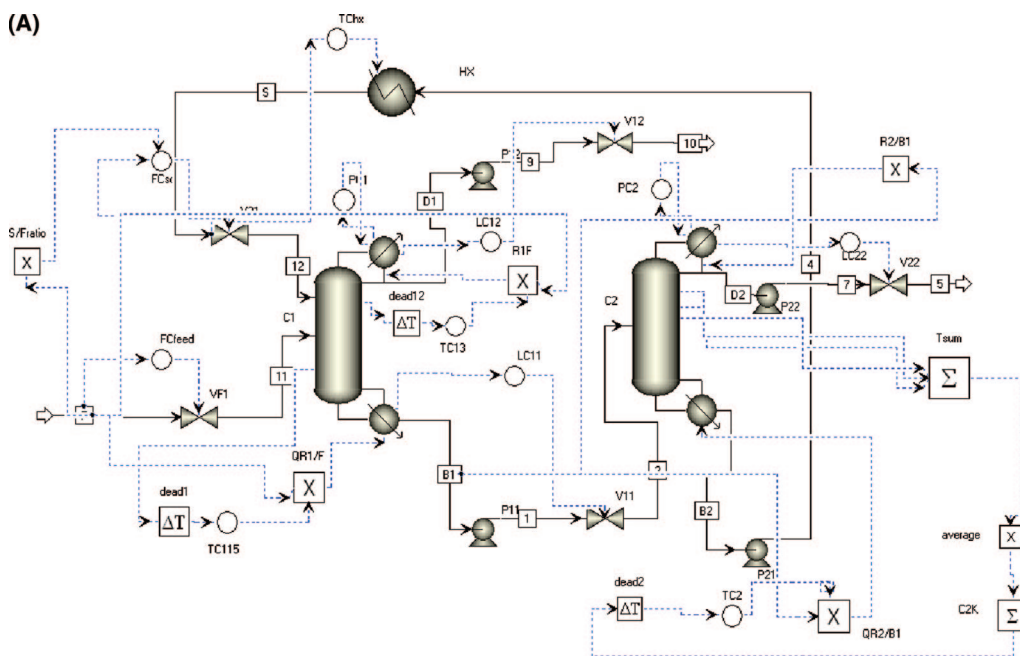 (A)
TChx
HX
S
V12
P12
9
10
R2/B1
X
FCsc
PC1
PC2
D1
LC12
S/Fratio
X
V21
R1F
X
LC22
V22
12
4
C1
dead12
ΔT
TC13
C2
D2
P22
7
5
Tsum
Σ
FCfeed
LC11
11
VF1
QR1/F
X
B1
2
dead1
ΔT
TC115
P11
1
V11
B2
average
X
P21
dead2
ΔT
TC2
X
QR2/B1
C2K
Σ